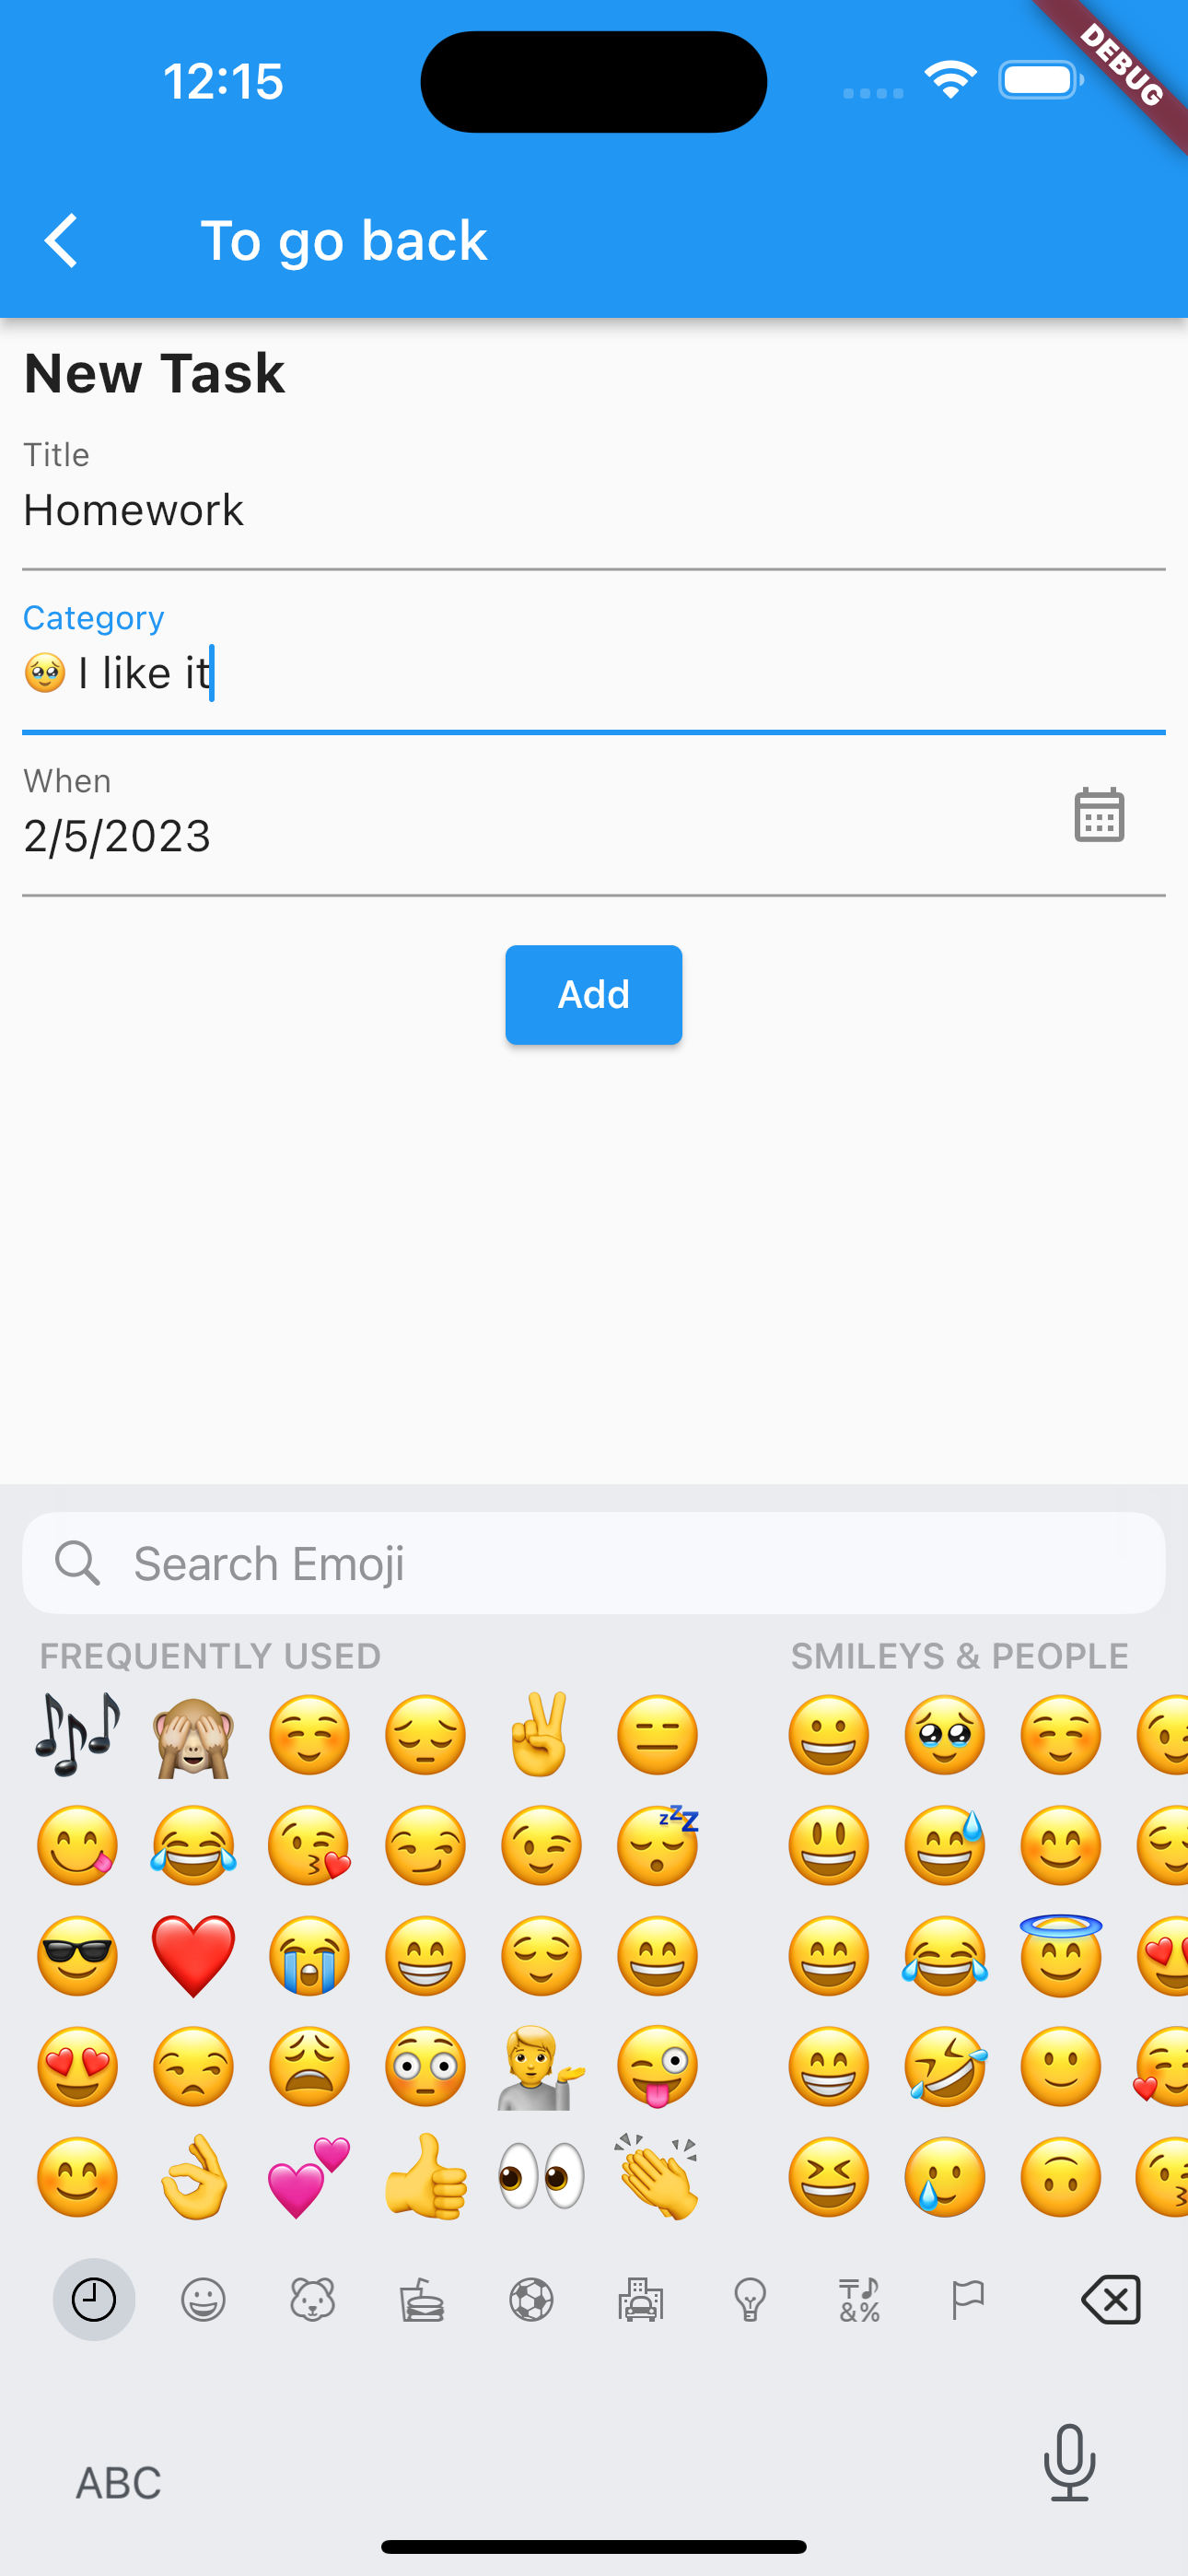 12:15
DEBUG
To go back
New Task
Title
Homework
Category
🥹 I like it
When
2/5/2023
Add
Search Emoji
FREQUENTLY USED
SMILEYS & PEOPLE
&%
ABC